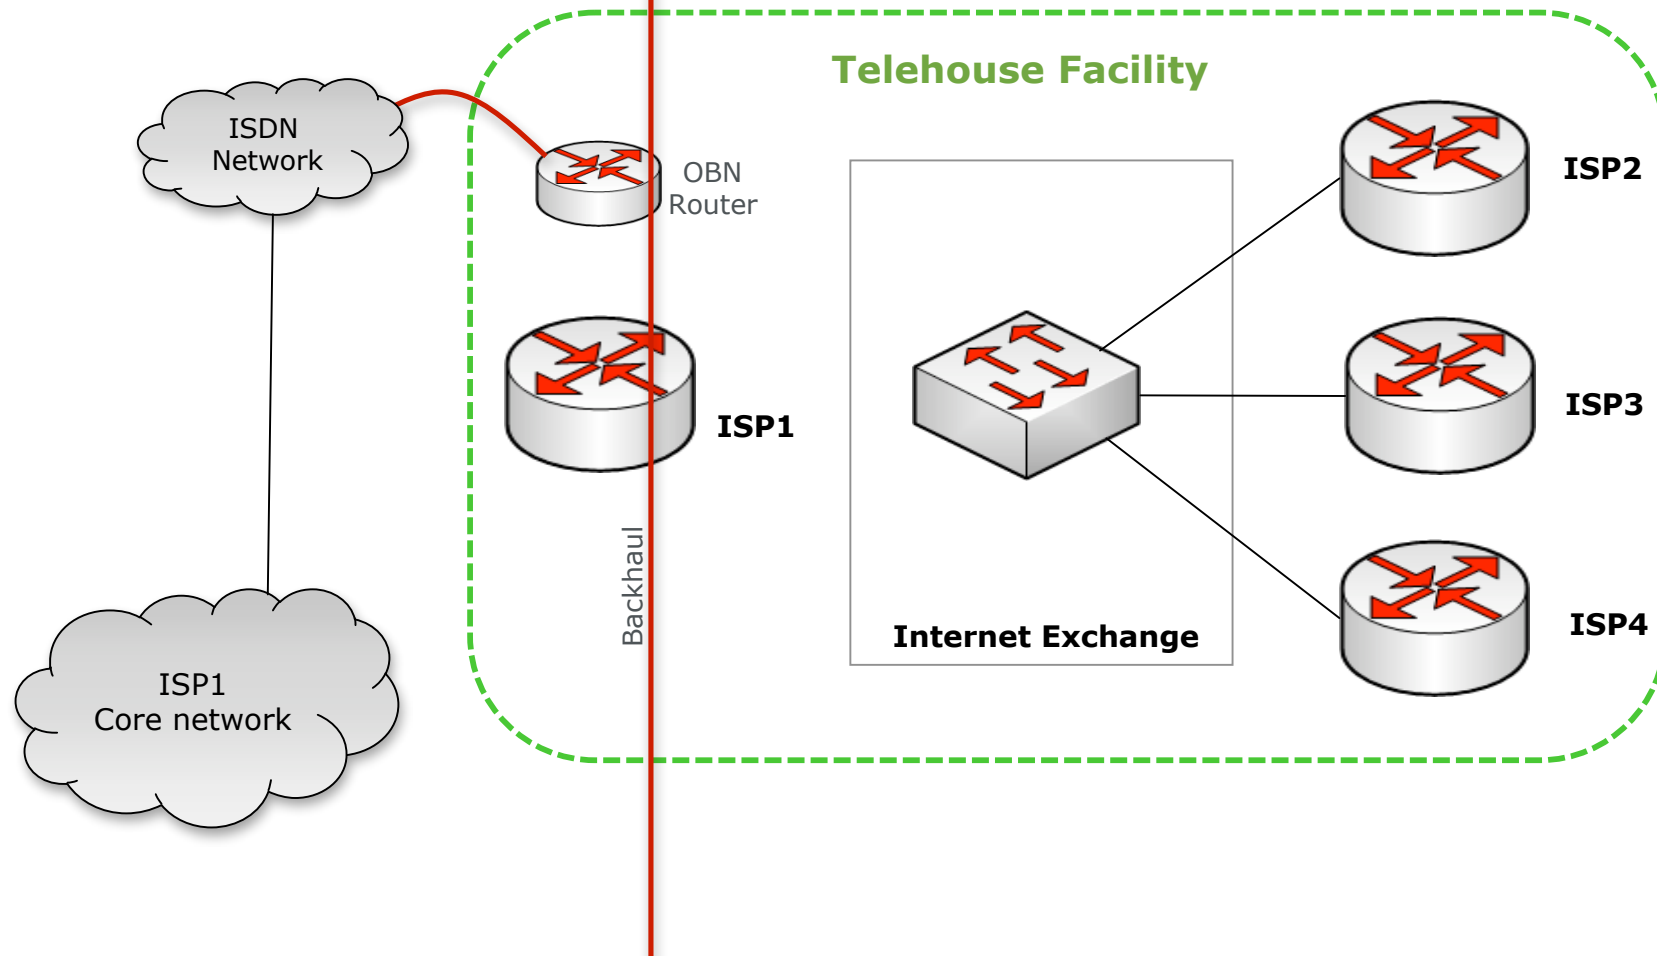 Telehouse Facility
ISDN
Network
OBN
Router
ISP2
ISP1
ISP3
Backhaul
Internet Exchange
ISP4
ISP1
Core network